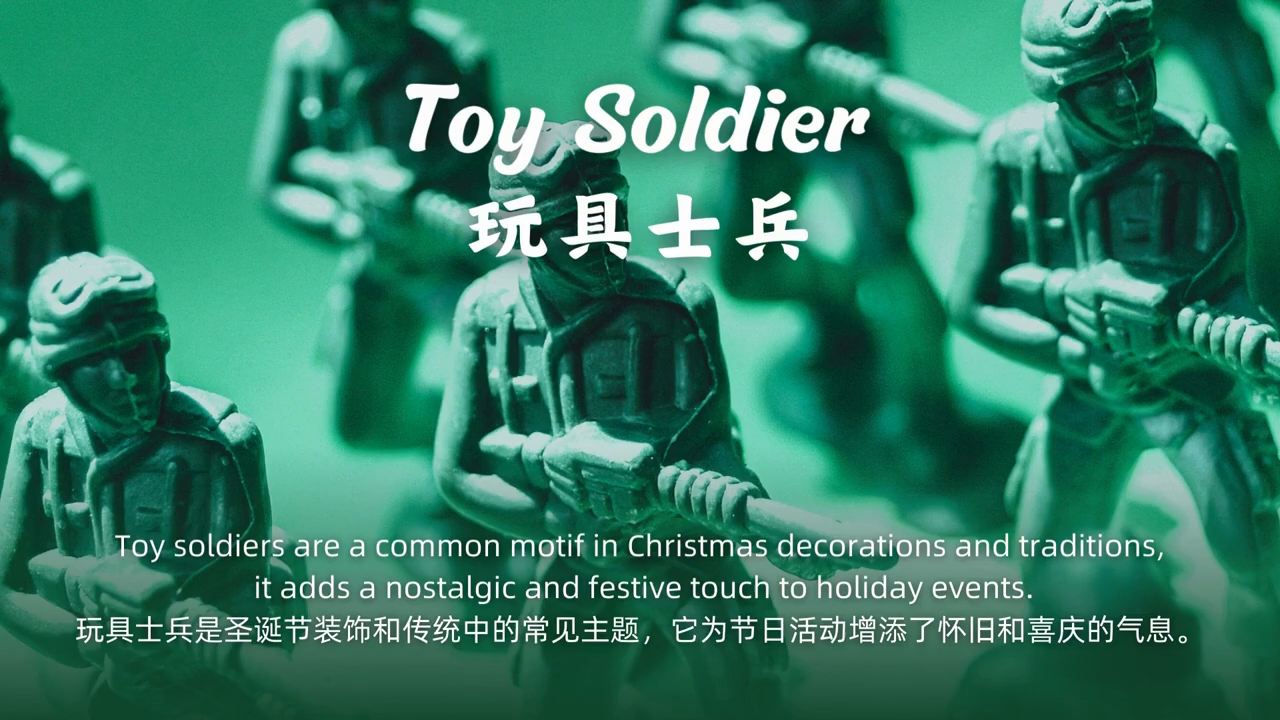 Toy Soldier
玩具士兵
Toy soldiers are a common motif in Christmas decorations and traditions,
it adds a nostalgic and festive touch to holiday events.
玩具士兵是圣诞节装饰和传统中的常见主题，它为节日活动增添了怀旧和喜庆的气息。